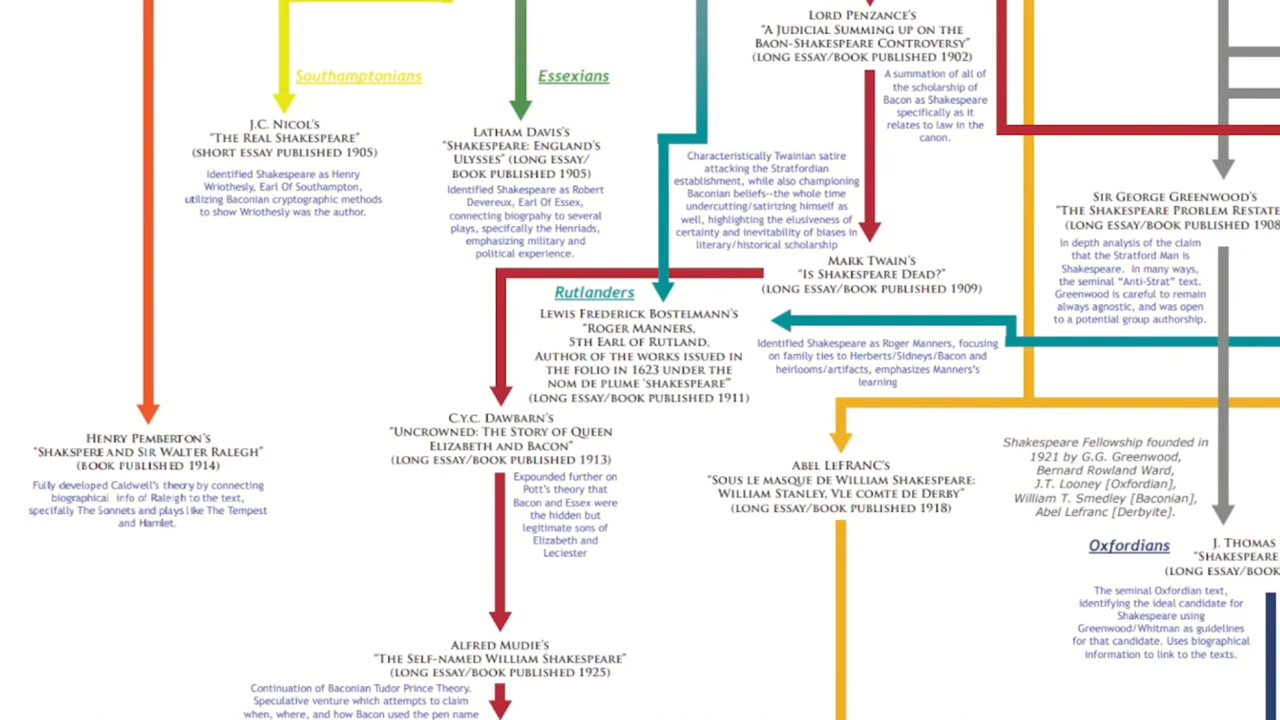 LORD PENZANCE'S
"A JUDICIAL SUMMING UP ON THE
BAON-SHAKESPEARE CONTROVERSY"
(LONG ESSAY/BOOK PUBLISHED 1902)
A summation of all of
the scholarship of
Bacon as Shakespeare
specifically as it
relates to law in the
canon.
Southamptonians
J.C. NICOL'S
"THE REAL SHAKESPEARE"
(SHORT ESSAY PUBLISHED 1905)
Identified Shakespeare as Henry
Wriothesly, Earl Of Southampton,
utilizing Baconian cryptographic methods
to show Wriothesly was the author.
Essexians
LATHAM DAVIS'S
"SHAKESPEARE: ENGLAND'S
ULYSSES" (LONG ESSAY/
BOOK PUBLISHED 1905)
Identified Shakespeare as Robert
Devereux, Earl Of Essex,
connecting biogrpahy to several
plays, specifcally the Henriads,
emphasizing military and
political experience.
Characteristically Twainian satire
attacking the Stratfordian
establishment, while also championing
Baconian beliefs--the whole time
undercutting/satirizing himself as
well, highlighting the elusiveness of
certainty and inevitability of biases in
literary/historical scholarship
MARK TWAIN'S
"IS SHAKESPEARE DEAD?"
(LONG ESSAY/BOOK PUBLISHED 1909)
SIR GEORGE GREENWOOD'S
"THE SHAKESPEARE PROBLEM RESTATE
(LONG ESSAY/BOOK PUBLISHED 1908
In depth analysis of the claim
that the Stratford Man is
Shakespeare. In many ways,
the seminal "Anti-Strat" text.
Greenwood is careful to remain
always agnostic, and was open
to a potential group authorship.
Rutlanders
LEWIS FREDERICK BOSTELMANN'S
"ROGER MANNERS,
5TH EARL OF RUTLAND,
AUTHOR OF THE WORKS ISSUED IN
THE FOLIO IN 1623 UNDER THE
NOM DE PLUME 'SHAKESPEARE'"
(LONG ESSAY/BOOK PUBLISHED 1911)
Identified Shakespeare as Roger Manners, focusing
on family ties to Herberts/Sidneys/Bacon and
heirlooms/artifacts, emphasizes Manners's
learning
C.Y.C. DAWBARN'S
"UNCROWNED: THE STORY OF QUEEN
ELIZABETH AND BACON"
(LONG ESSAY/BOOK PUBLISHED 1913)
Expounded further on
Pott's theory that
Bacon and Essex were
the hidden but
legitimate sons of
Elizabeth and
Leciester
HENRY PEMBERTON'S
"SHAKSPERE AND SIR WALTER RALEGH"
(BOOK PUBLISHED 1914)
Fully developed Caldwell's theory by connecting
biographical info of Raleigh to the text,
specifally The Sonnets and plays like The Tempest
and Hamlet.
ABEL LEFRANC'S
"SOUS LE MASQUE DE WILLIAM SHAKESPEARE:
WILLIAM STANLEY, VLE COMTE DE DERBY"
(LONG ESSAY/BOOK PUBLISHED 1918)
Shakespeare Fellowship founded in
1921 by G.G. Greenwood,
Bernard Rowland Ward,
J.T. Looney [Oxfordian],
William T. Smedley [Baconian],
Abel Lefranc [Derbyite].
Oxfordians
J. THOMAS
"SHAKESPEARE
(LONG ESSAY/BOOK
The seminal Oxfordian text,
identifying the ideal candidate for
Shakespeare using
Greenwood/Whitman as guidelines
for that candidate. Uses biographical
information to link to the texts.
ALFRED MUDIE'S
"THE SELF-NAMED WILLIAM SHAKESPEARE"
(LONG ESSAY/BOOK PUBLISHED 1925)
Continuation of Baconian Tudor Prince Theory.
Speculative venture which attempts to claim
when, where, and how Bacon used the pen name